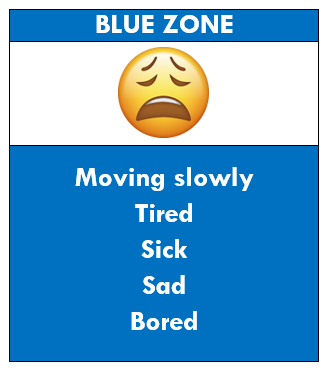 BLUE ZONE
Moving slowly
Tired
Sick
Sad
Bored